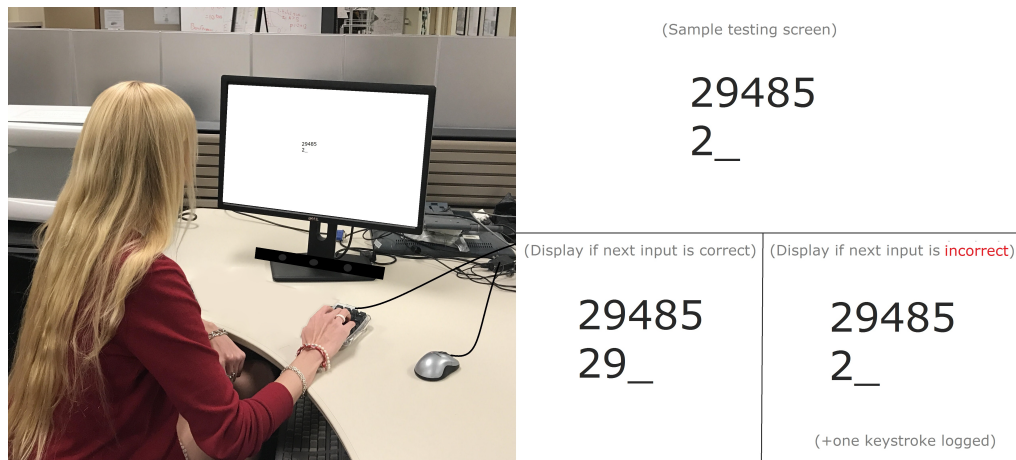 29485
2_
(Sample testing screen)
29485
2_
(Display if next input is correct)
29485
29_
(Display if next input is incorrect)
29485
2_
(+one keystroke logged)